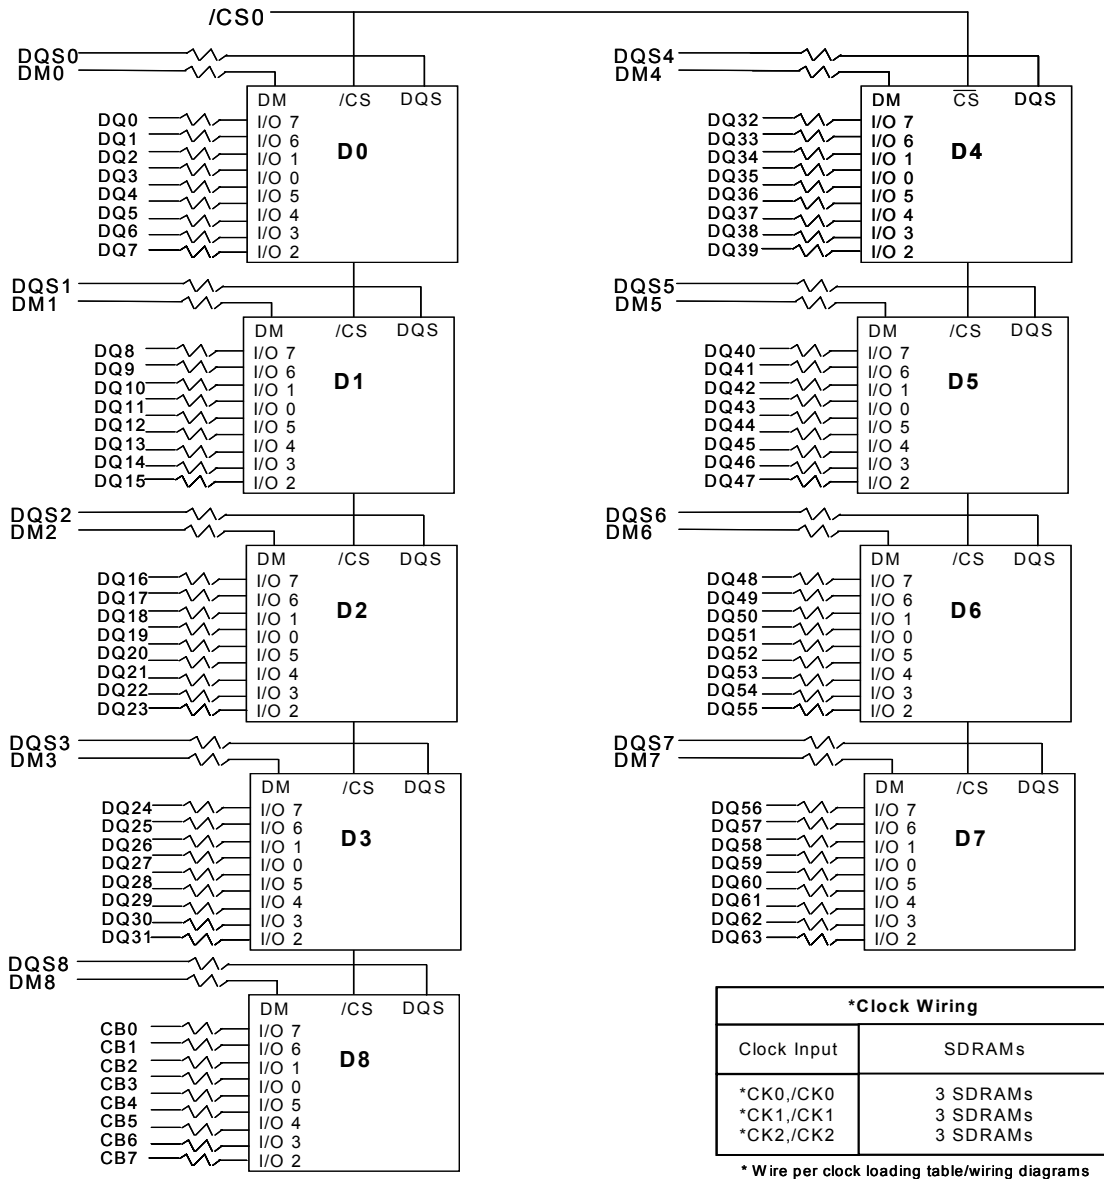 /CS0
DQS0
DM0
DM /CS DQS
D0
DQ0 I/O 7
DQ1 I/O 6
DQ2 I/O 1
DQ3 I/O 0
DQ4 I/O 5
DQ5 I/O 4
DQ6 I/O 3
DQ7 I/O 2
DQS1
DM1
DM /CS DQS
D1
DQ8 I/O 7
DQ9 I/O 6
DQ10 I/O 1
DQ11 I/O 0
DQ12 I/O 5
DQ13 I/O 4
DQ14 I/O 3
DQ15 I/O 2
DQS2
DM2
DM /CS DQS
D2
DQ16 I/O 7
DQ17 I/O 6
DQ18 I/O 1
DQ19 I/O 0
DQ20 I/O 5
DQ21 I/O 4
DQ22 I/O 3
DQ23 I/O 2
DQS3
DM3
DM /CS DQS
D3
DQ24 I/O 7
DQ25 I/O 6
DQ26 I/O 1
DQ27 I/O 0
DQ28 I/O 5
DQ29 I/O 4
DQ30 I/O 3
DQ31 I/O 2
DQS8
DM8
DM /CS DQS
D8
CB0 I/O 7
CB1 I/O 6
CB2 I/O 1
CB3 I/O 0
CB4 I/O 5
CB5 I/O 4
CB6 I/O 3
CB7 I/O 2
DQS4
DM4
DM C̅S̅ DQS
D4
DQ32 I/O 7
DQ33 I/O 6
DQ34 I/O 1
DQ35 I/O 0
DQ36 I/O 5
DQ37 I/O 4
DQ38 I/O 3
DQ39 I/O 2
DQS5
DM5
DM /CS DQS
D5
DQ40 I/O 7
DQ41 I/O 6
DQ42 I/O 1
DQ43 I/O 0
DQ44 I/O 5
DQ45 I/O 4
DQ46 I/O 3
DQ47 I/O 2
DQS6
DM6
DM /CS DQS
D6
DQ48 I/O 7
DQ49 I/O 6
DQ50 I/O 1
DQ51 I/O 0
DQ52 I/O 5
DQ53 I/O 4
DQ54 I/O 3
DQ55 I/O 2
DQS7
DM7
DM /CS DQS
D7
DQ56 I/O 7
DQ57 I/O 6
DQ58 I/O 1
DQ59 I/O 0
DQ60 I/O 5
DQ61 I/O 4
DQ62 I/O 3
DQ63 I/O 2
*Clock Wiring
Clock Input SDRAMs
*CK0,/CK0 3 SDRAMs
*CK1,/CK1 3 SDRAMs
*CK2,/CK2 3 SDRAMs
* Wire per clock loading table/wiring diagrams